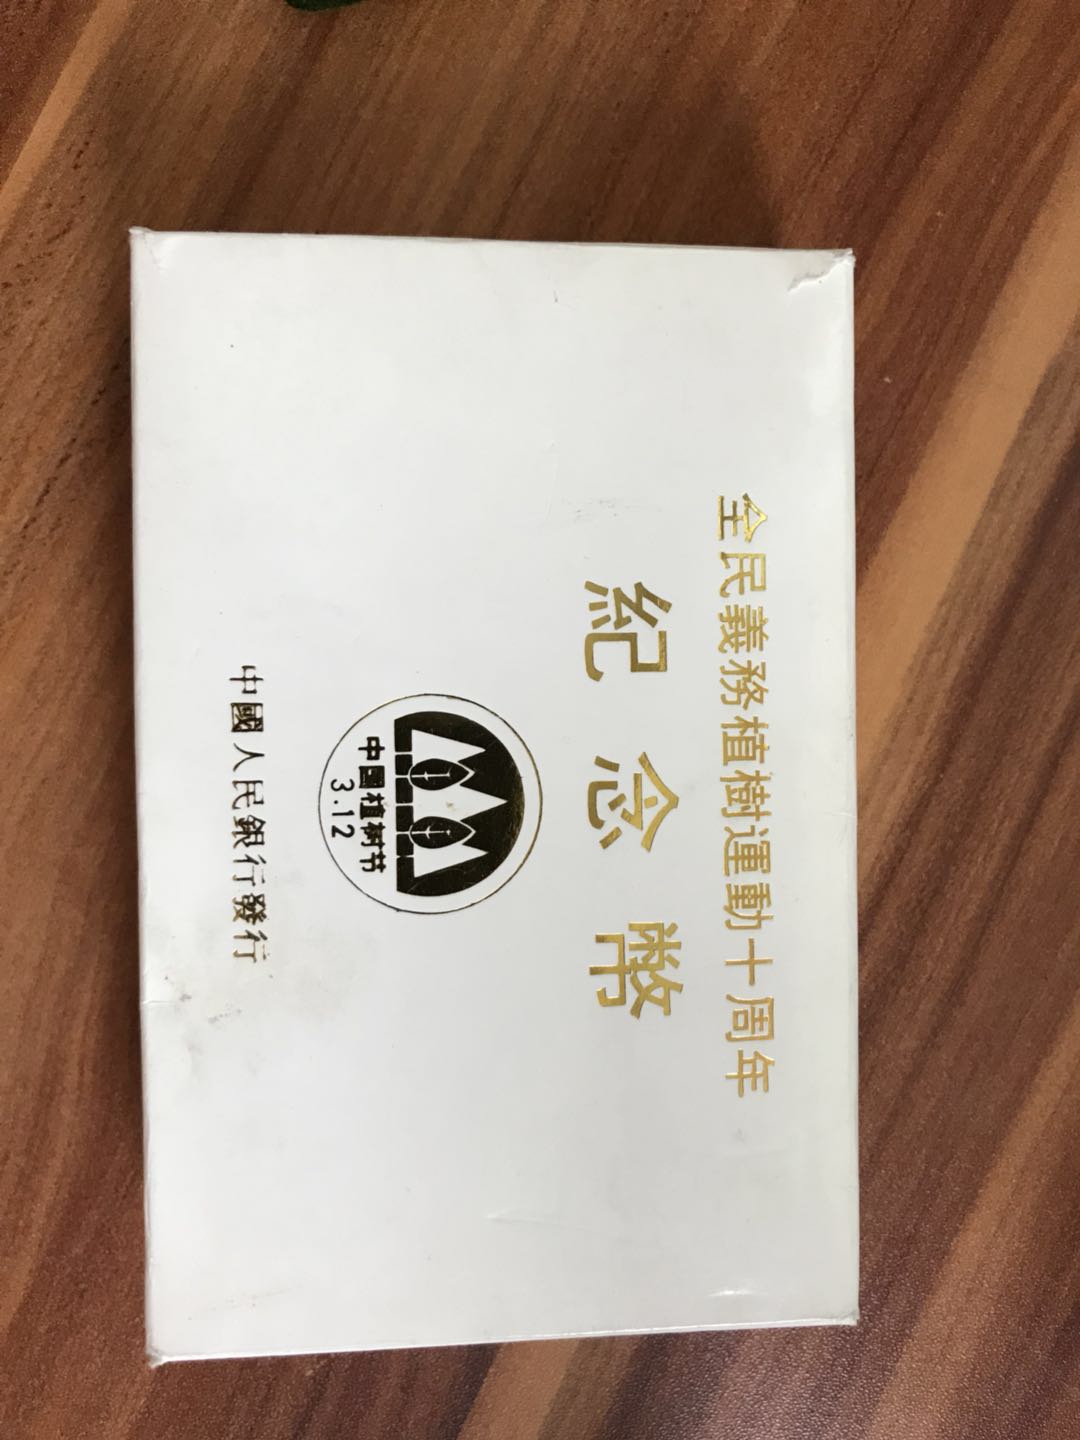 全民義務植樹運動十周年
紀念幣
中國植树节
3.12
中國人民銀行發行